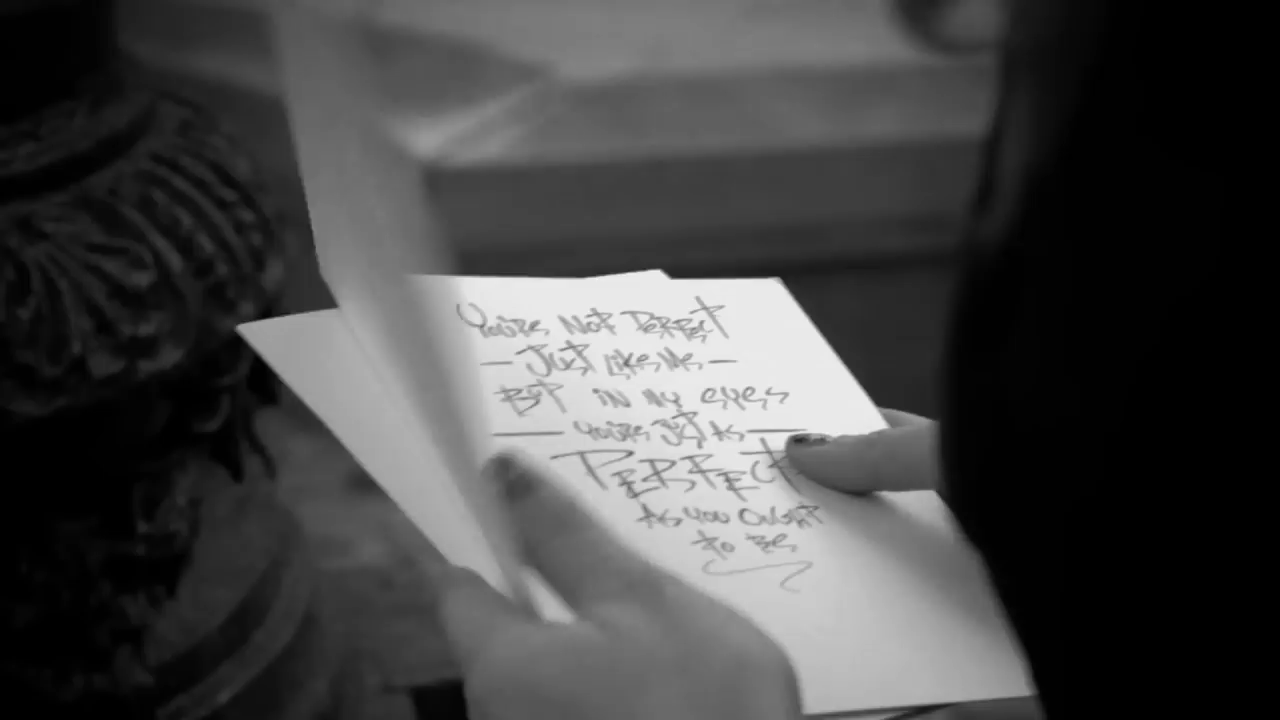 You're Not Perfect
— Just Like Me —
But in my eyes
— you're just as —
PERFECT
As you ought
to be